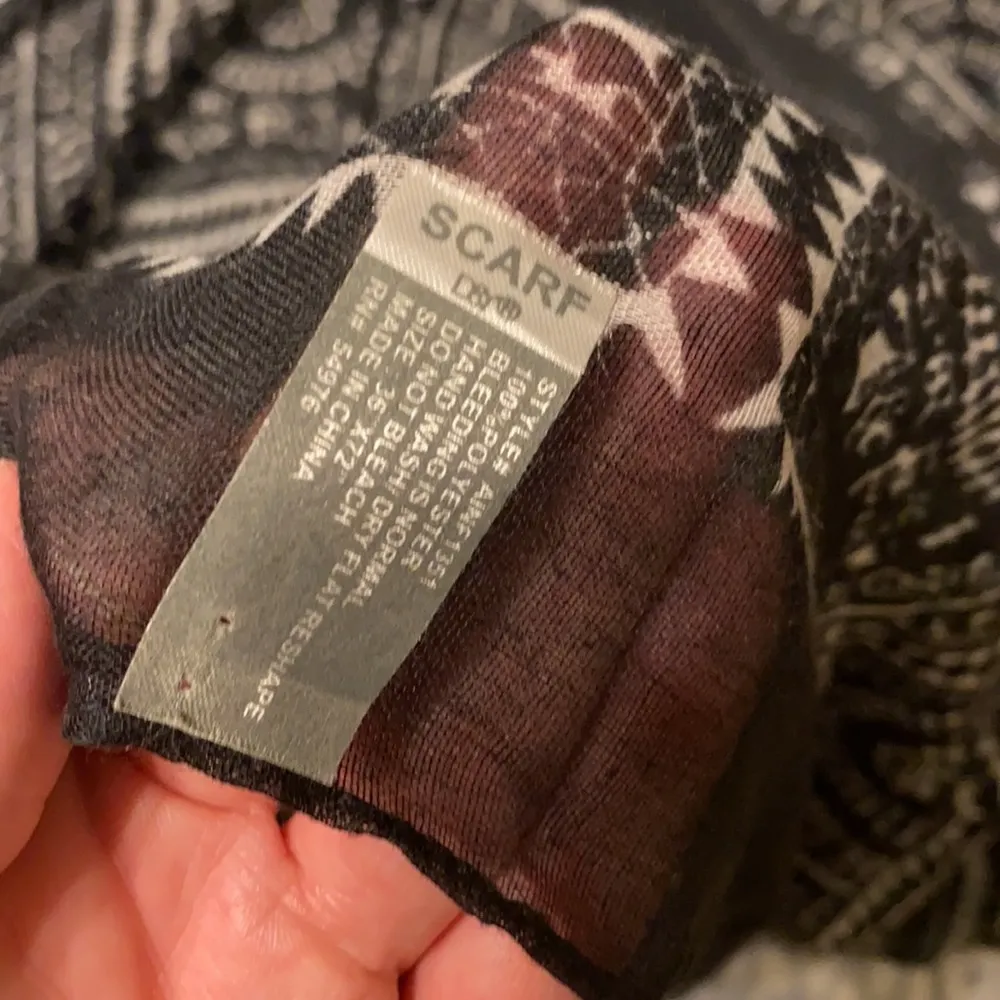 SCARF
STYLE# AINS1351
100%POLYESTER
BLEEDING IS NORMAL
HAND WASH/ DRY FLAT RESHAPE
DO NOT BLEACH
SIZE : 36"X72"
MADE IN CHINA
RN# 54976